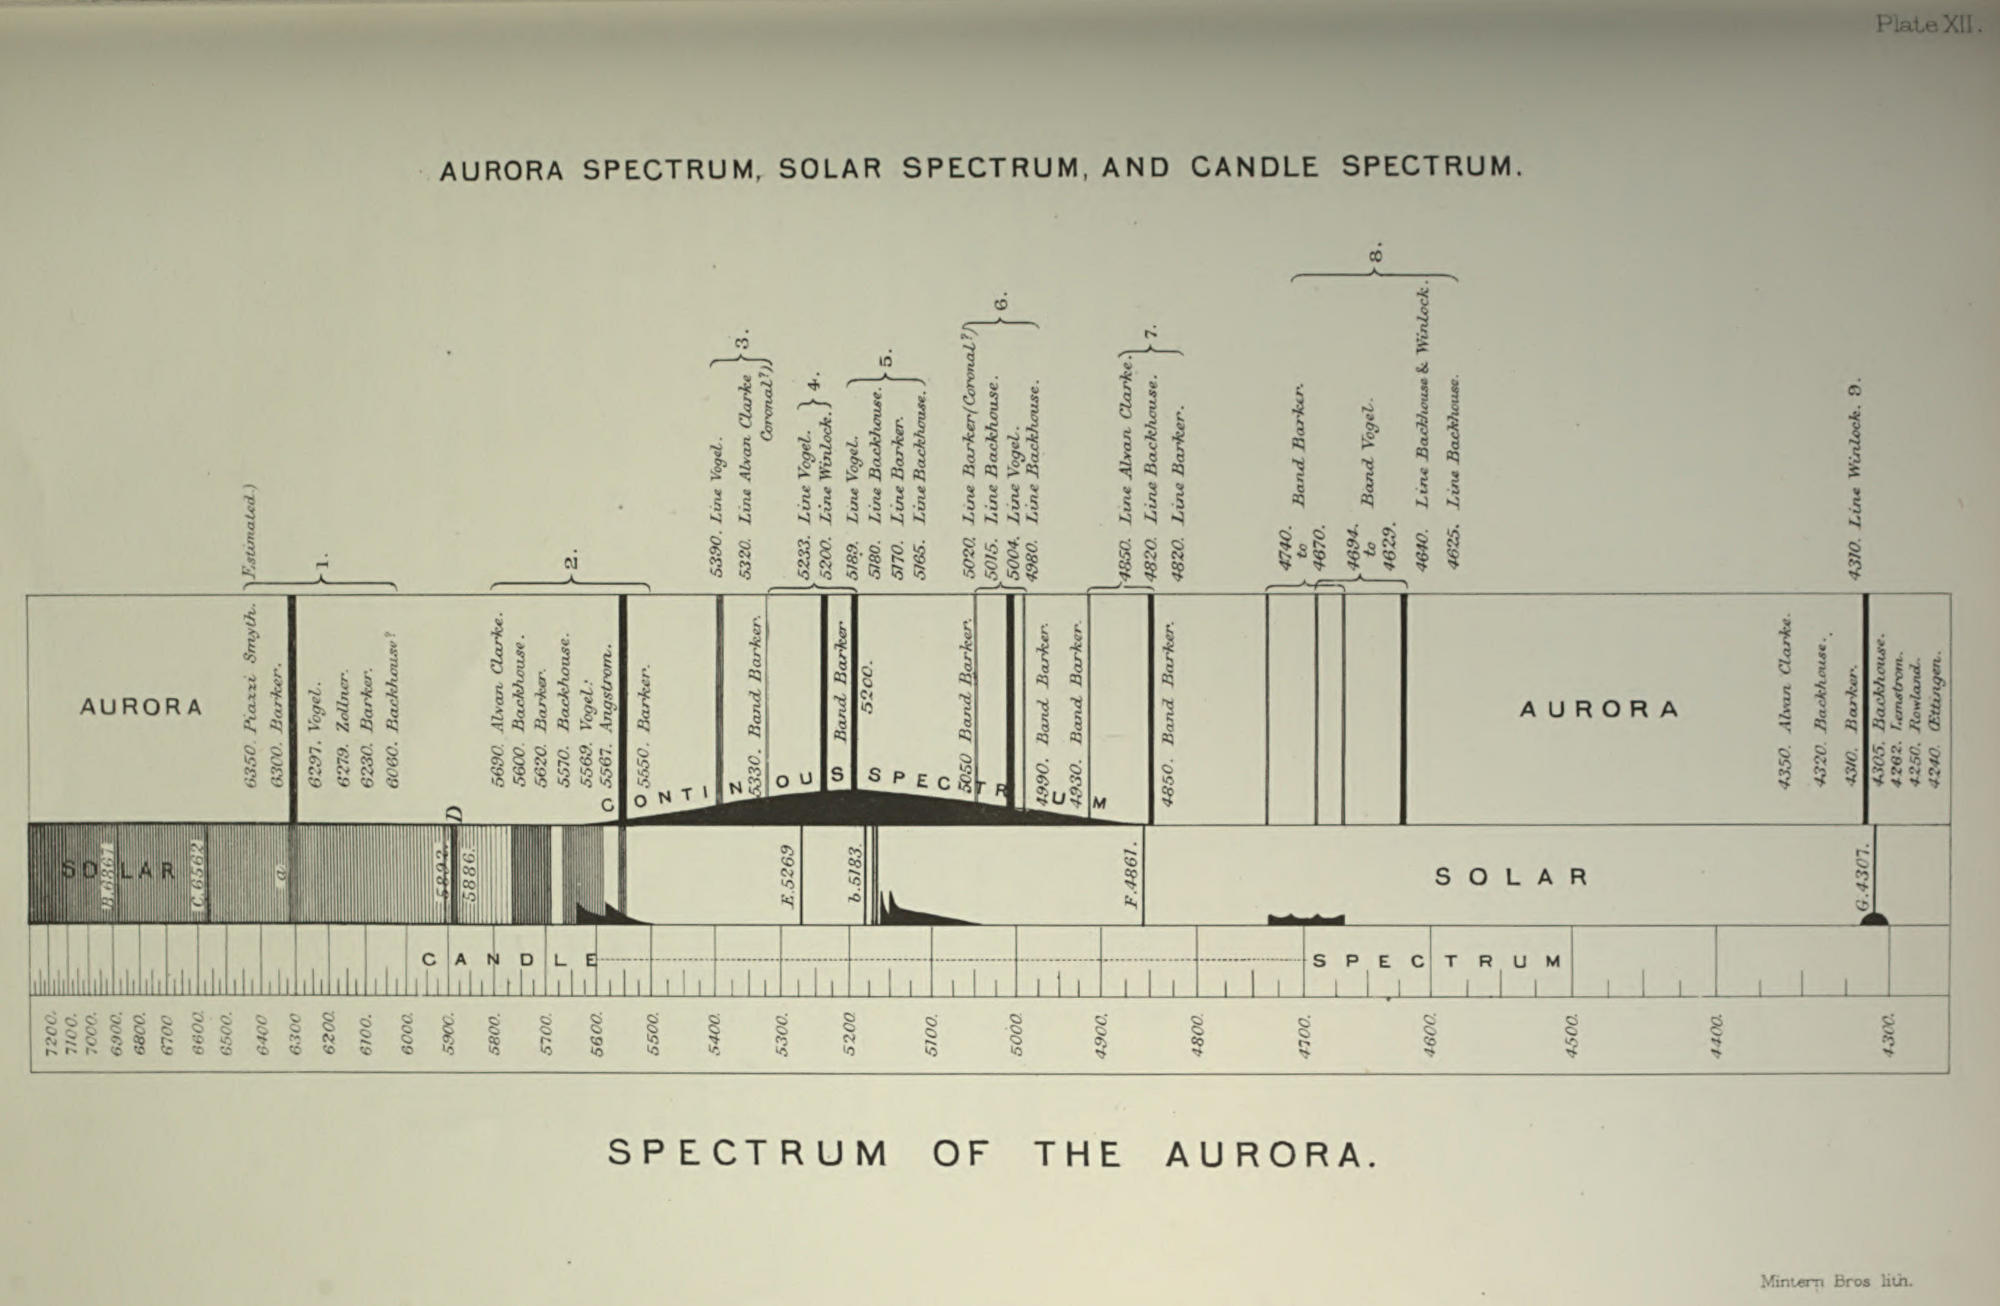 Plate XII.
AURORA SPECTRUM, SOLAR SPECTRUM, AND CANDLE SPECTRUM.
1.
2.
3.
4.
5.
6.
7.
8.
Estimated.)
5390. Line Vogel.
5320. Line Alvan Clarke
Coronal?)
5233. Line Vogel.
5200. Line Winlock.
5189. Line Vogel.
5180. Line Backhouse.
5170. Line Barker.
5165. Line Backhouse.
5020. Line Barker (Coronal?)
5015. Line Backhouse.
5004. Line Vogel.
4980. Line Backhouse.
4850. Line Alvan Clarke.
4820. Line Backhouse.
4820. Line Barker.
4740.
to
4670.
Band Barker.
4694.
to
4629.
Band Vogel.
4640. Line Backhouse & Winlock.
4625. Line Backhouse.
4310. Line Winlock. 9.
AURORA
6350. Piazzi Smyth.
6300. Barker.
6297. Vogel.
6279. Zollner.
6230. Barker.
6060. Backhouse?
5690. Alvan Clarke.
5600. Backhouse.
5620. Barker.
5570. Backhouse.
5569. Vogel.
5567. Angstrom.
5550. Barker.
5330. Band Barker.
Band Barker
5200.
5050 Band Barker.
4990. Band Barker.
4930. Band Barker.
4850. Band Barker.
AURORA
4350. Alvan Clarke.
4320. Backhouse.
4310. Barker.
4305. Backhouse.
4262. Lemstrom.
4250. Rowland.
4240. Œttingen.
CONTINOUS SPECTRUM
SOLAR
B.6867
C.6562
a
D
5892.
5886.
E.5269
b.5183.
F.4861.
SOLAR
G.4307.
CANDLE SPECTRUM
7200. 7100. 7000. 6900. 6800. 6700 6600. 6500. 6400 6300 6200. 6100. 6000. 5900. 5800. 5700. 5600. 5500. 5400. 5300. 5200. 5100. 5000. 4900. 4800. 4700. 4600. 4500. 4400. 4300.
SPECTRUM OF THE AURORA.
Mintern Bros lith.